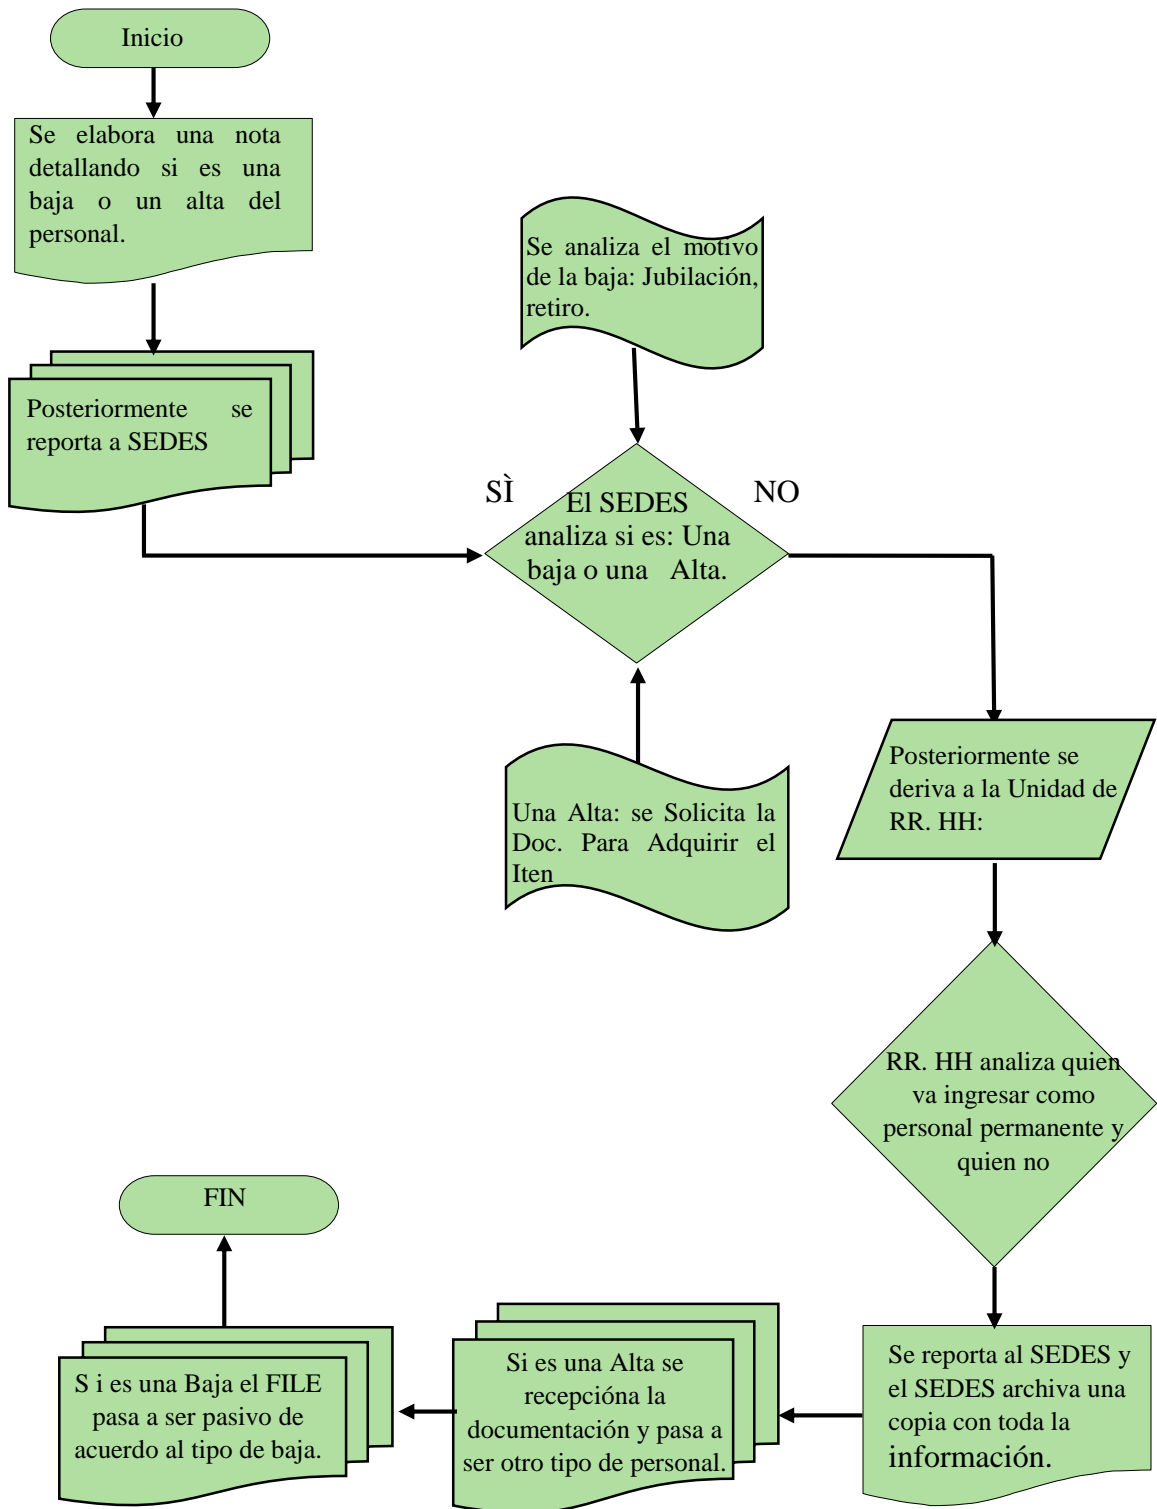 Inicio
Se elabora una nota
detallando si es una
baja o un alta del
personal.
Posteriormente se
reporta a SEDES
Se analiza el motivo
de la baja: Jubilación,
retiro.
SÌ
NO
El SEDES
analiza si es: Una
baja o una Alta.
Una Alta: se Solicita la
Doc. Para Adquirir el
Iten
Posteriormente se
deriva a la Unidad de
RR. HH:
RR. HH analiza quien
va ingresar como
personal permanente y
quien no
Se reporta al SEDES y
el SEDES archiva una
copia con toda la
información.
Si es una Alta se
recepcióna la
documentación y pasa a
ser otro tipo de personal.
S i es una Baja el FILE
pasa a ser pasivo de
acuerdo al tipo de baja.
FIN